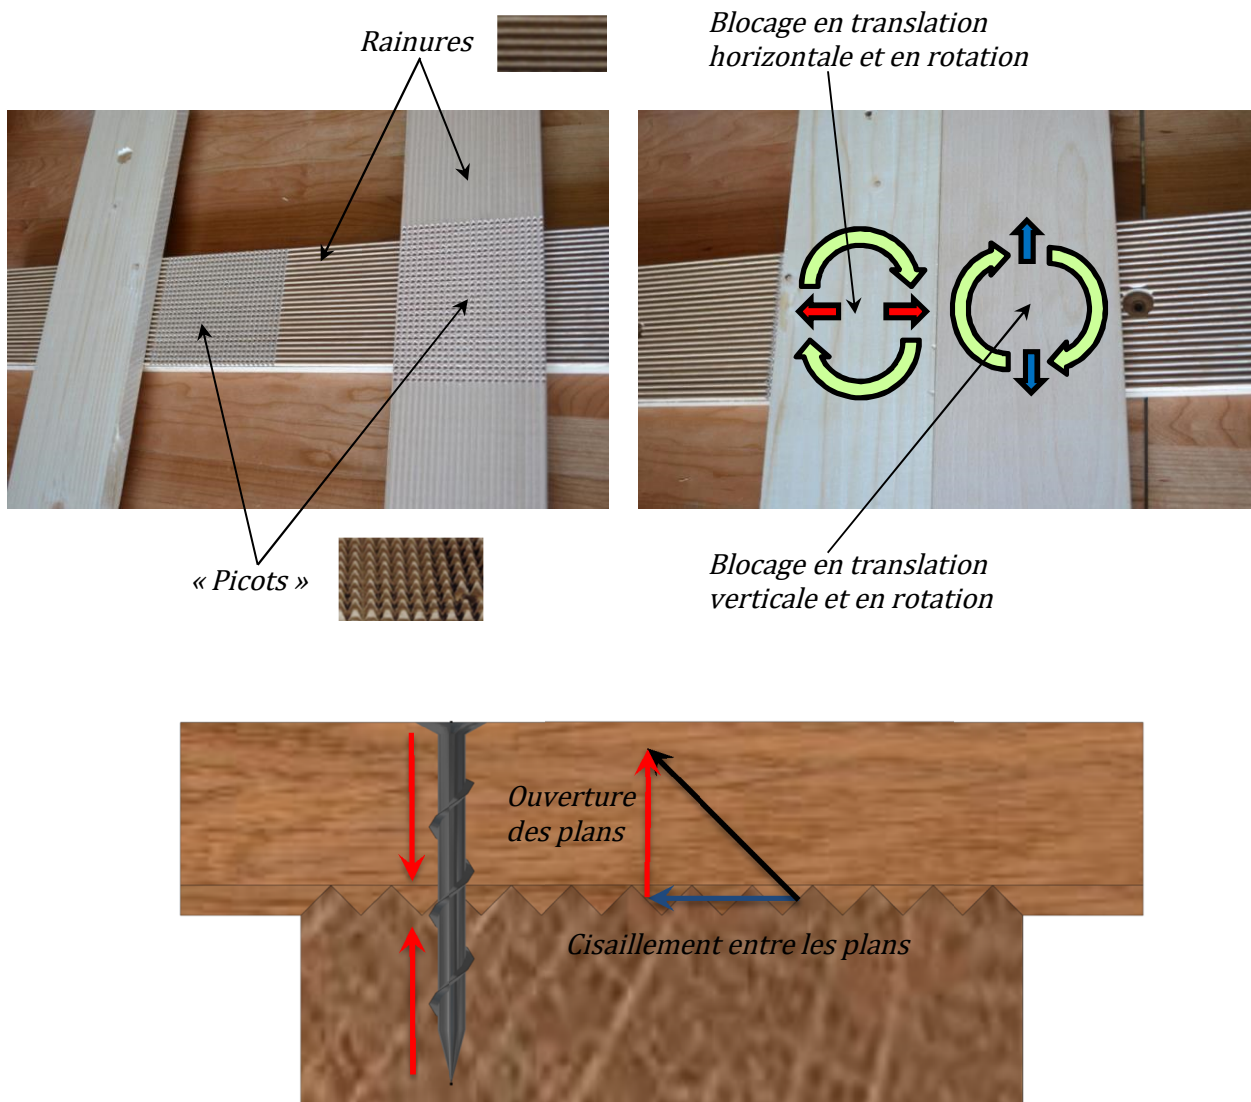 Rainures
Blocage en translation
horizontale et en rotation
« Picots »
Blocage en translation
verticale et en rotation
Ouverture
des plans
Cisaillement entre les plans